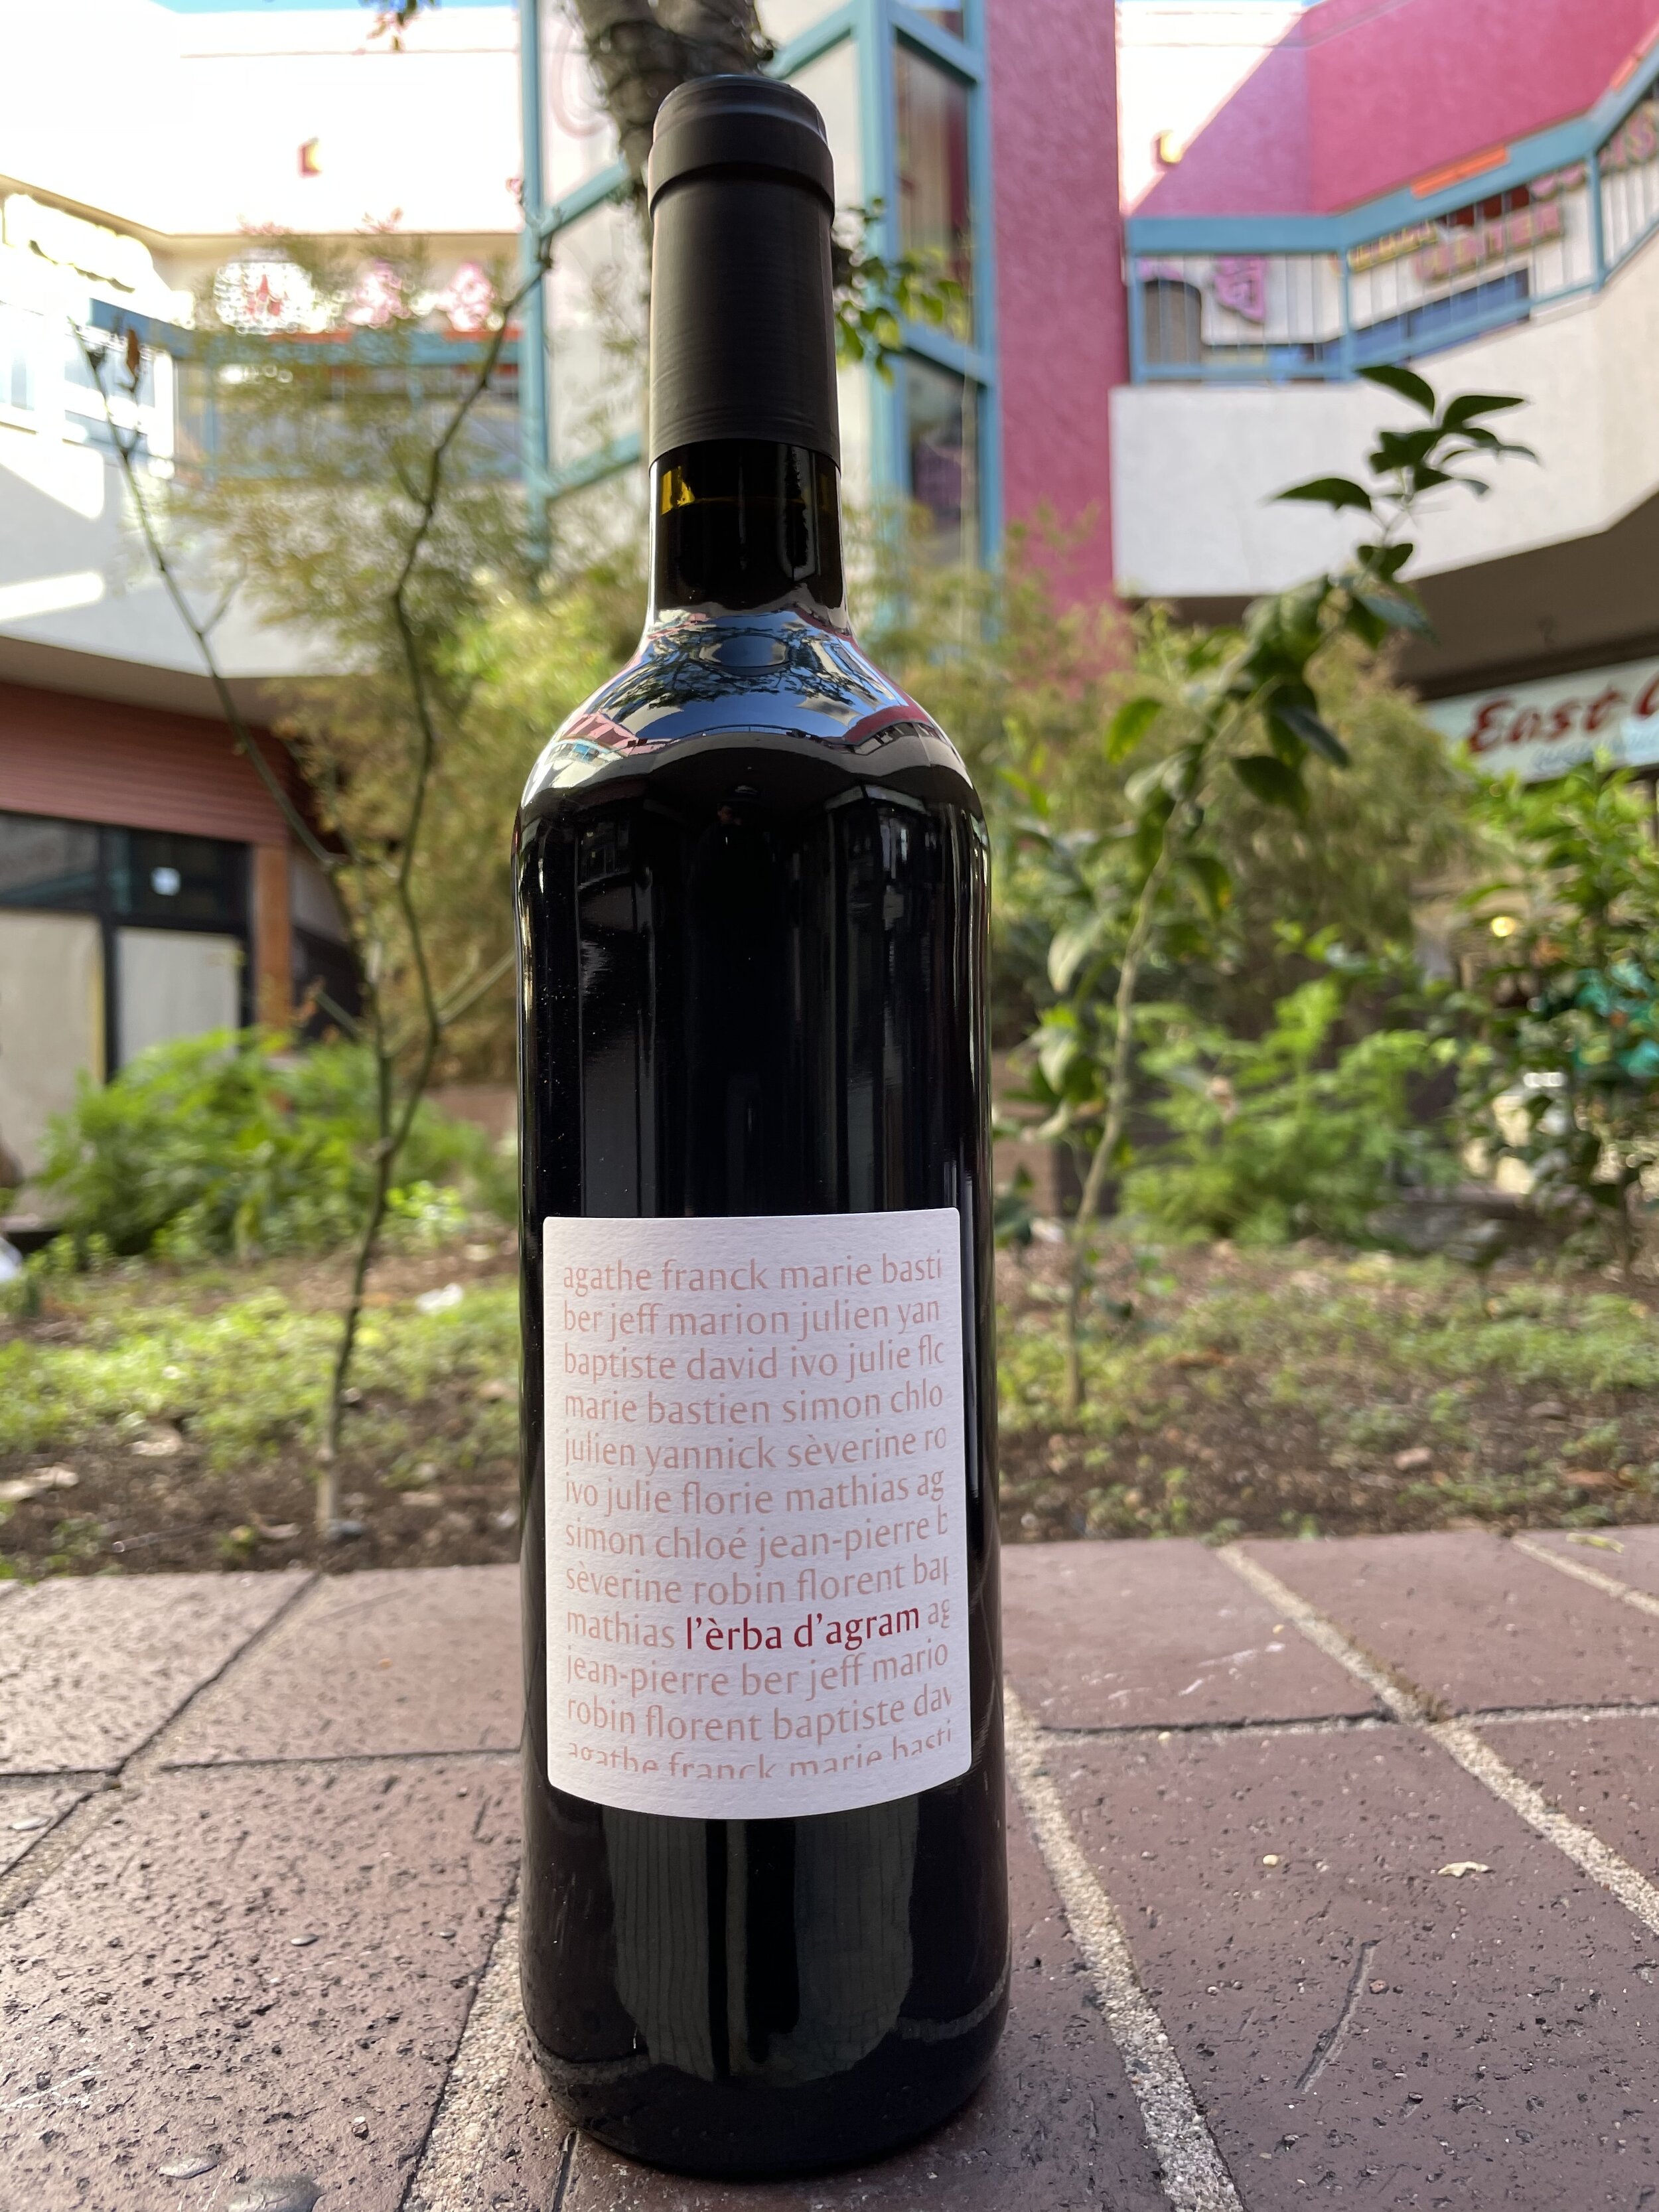 East
agathe franck marie basti
ber jeff marion julien yan
baptiste david ivo julie flo
marie bastien simon chlo
julien yannick sèverine ro
ivo julie florie mathias ag
simon chloé jean-pierre b
sèverine robin florent bap
mathias l'èrba d'agram ag
jean-pierre ber jeff mario
robin florent baptiste dav
agathe franck marie basti